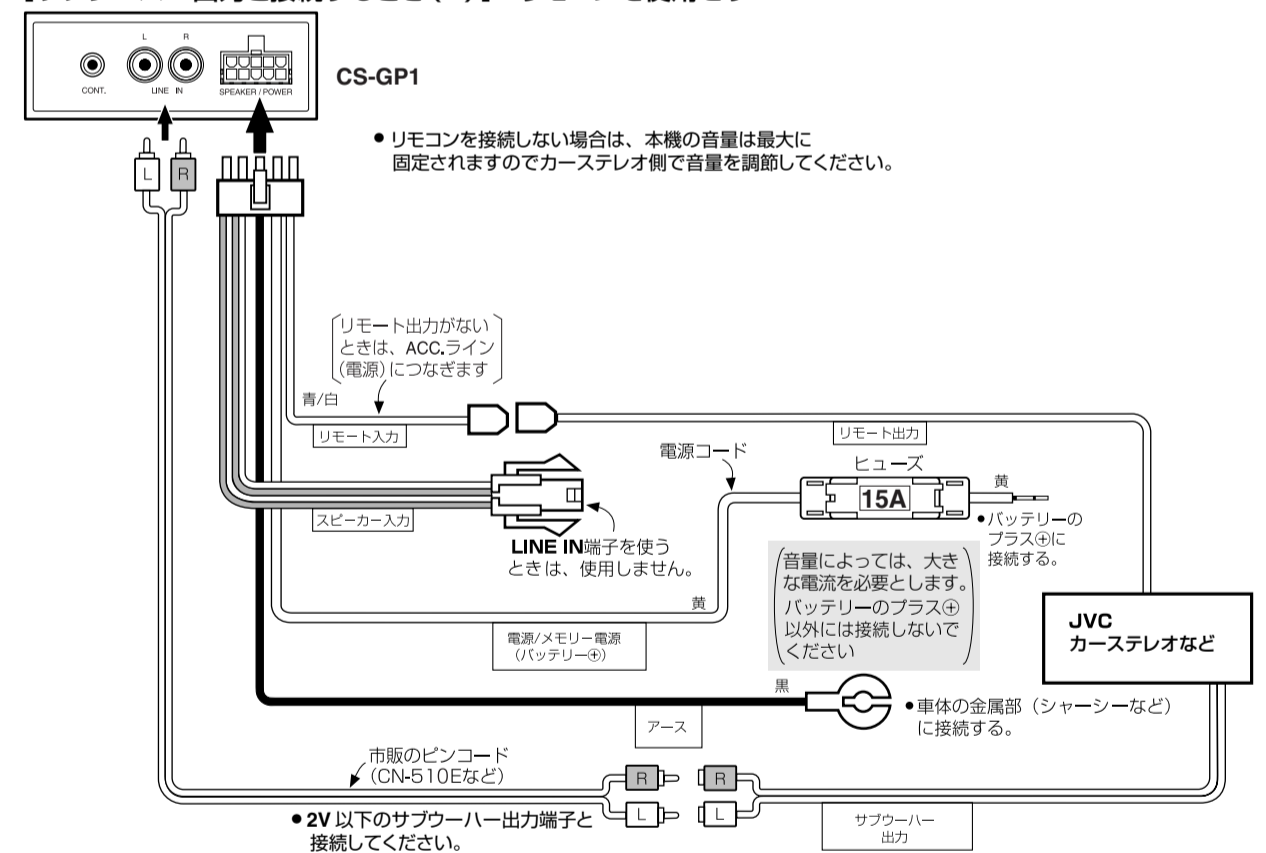 L R
CONT. LINE IN SPEAKER / POWER
CS-GP1
● リモコンを接続しない場合は、本機の音量は最大に
固定されますのでカーステレオ側で音量を調節してください。
L R
リモート出力がない
ときは、ACC.ライン
(電源)につなぎます
青/白
リモート入力
リモート出力
電源コード
ヒューズ
15A
黄
●バッテリーの
プラス⊕に
接続する。
スピーカー入力
LINE IN端子を使う
ときは、使用しません。
音量によっては、大き
な電流を必要とします。
バッテリーのプラス⊕
以外には接続しないで
ください
黄
電源/メモリー電源
(バッテリー⊕)
JVC
カーステレオなど
黒
アース
●車体の金属部(シャーシーなど)
に接続する。
市販のピンコード
(CN-510Eなど)
R R
L L
● 2V 以下のサブウーハー出力端子と
接続してください。
サブウーハー
出力